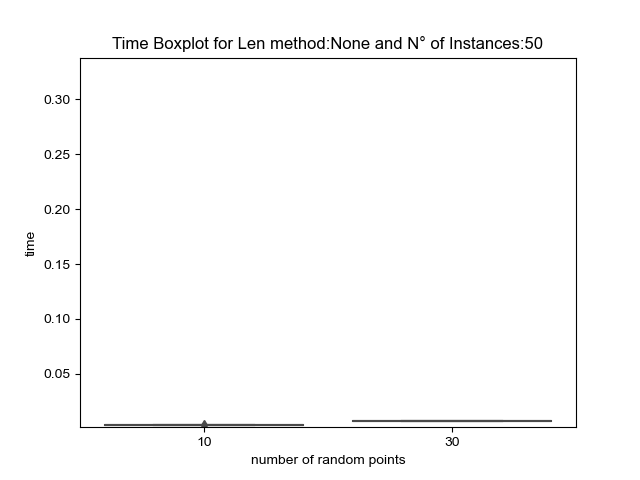 Time Boxplot for Len method:None and N° of Instances:50
0.30
0.25
0.20
0.15
0.10
0.05
time
10 30
number of random points